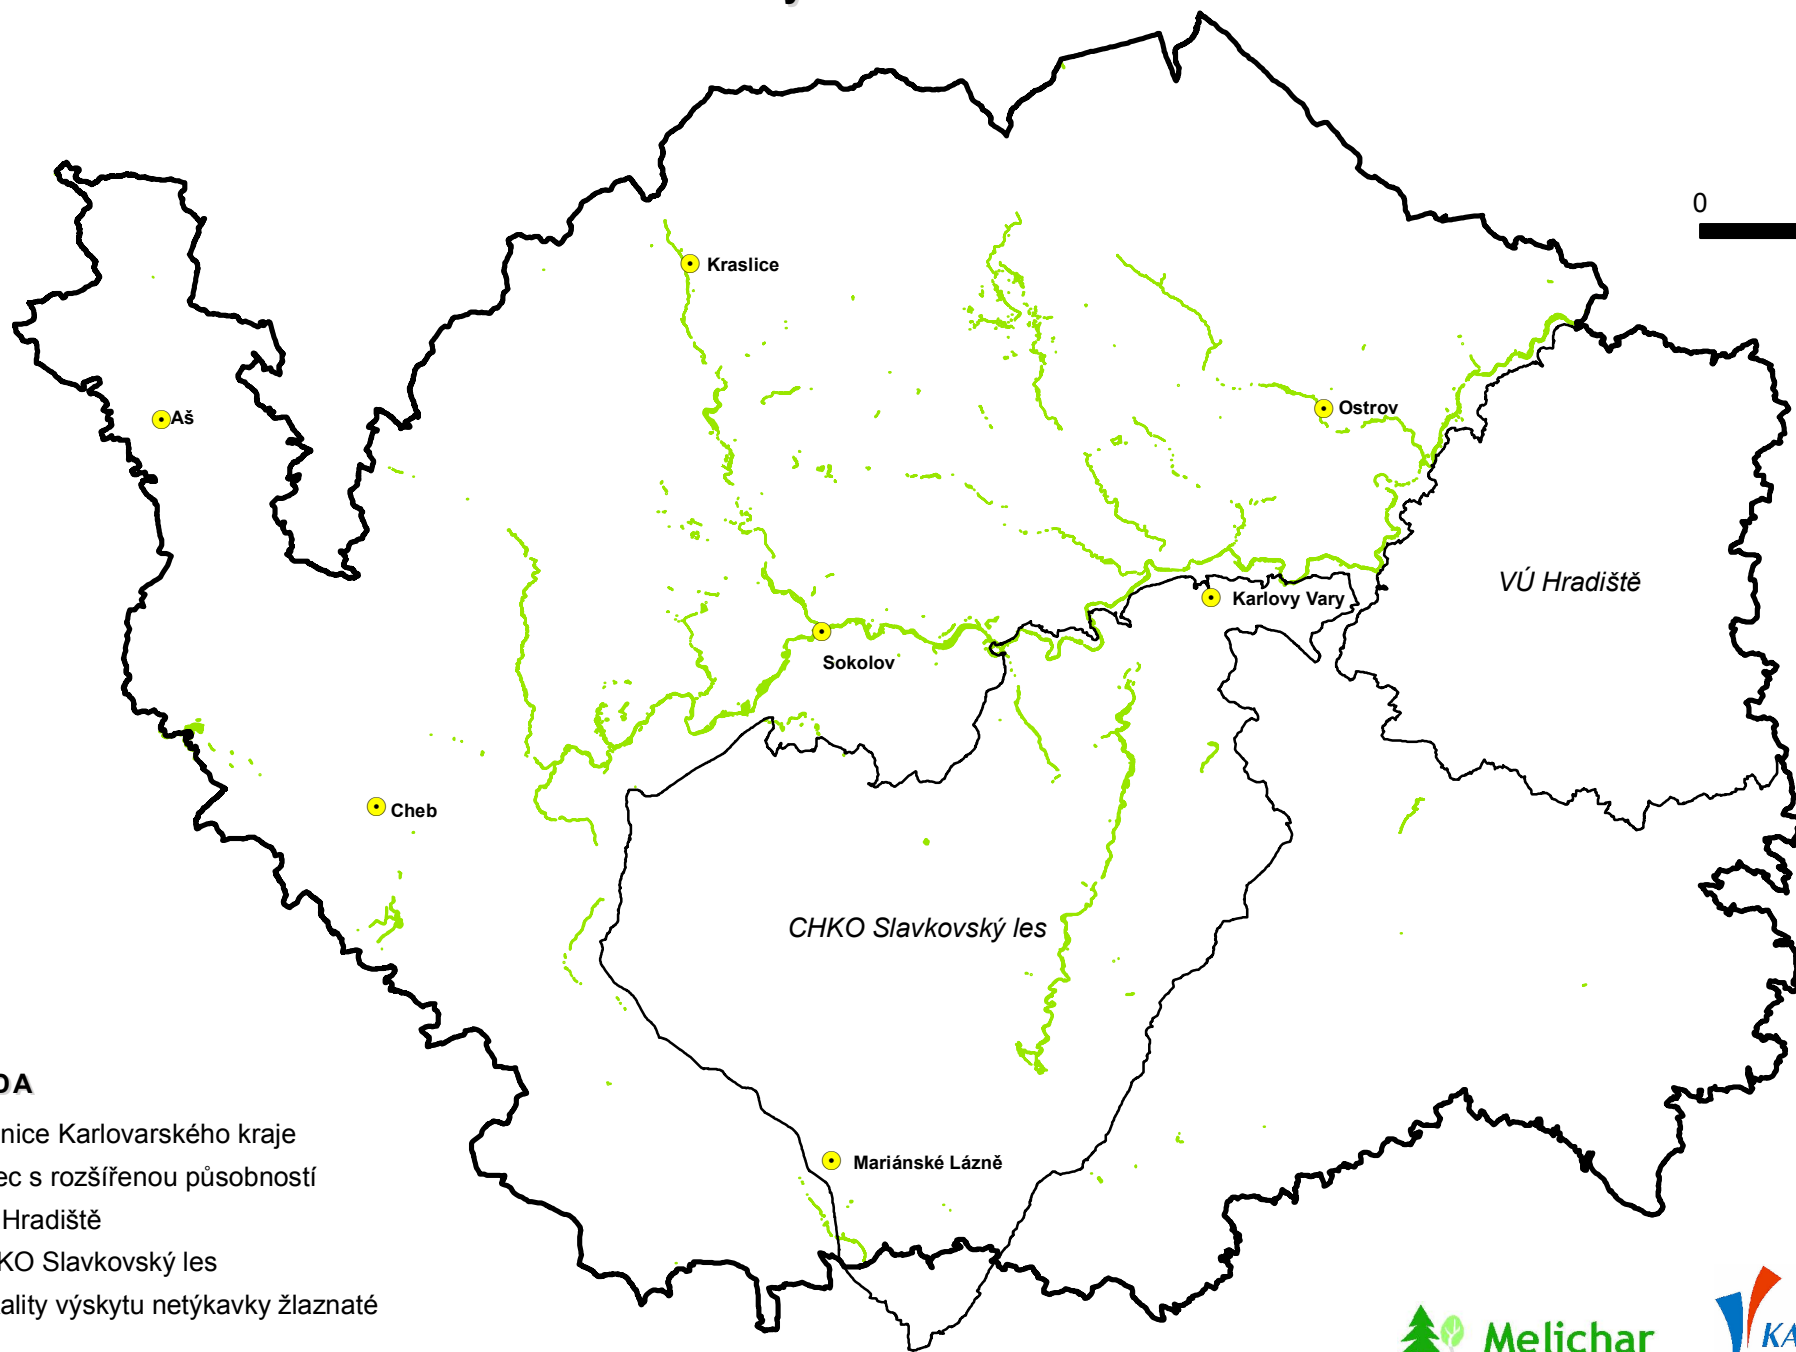 0
Kraslice
Aš
Ostrov
VÚ Hradiště
Karlovy Vary
Sokolov
Cheb
CHKO Slavkovský les
Mariánské Lázně
DA
nice Karlovarského kraje
ec s rozšířenou působností
Hradiště
KO Slavkovský les
ality výskytu netýkavky žlaznaté
Melichar
KA